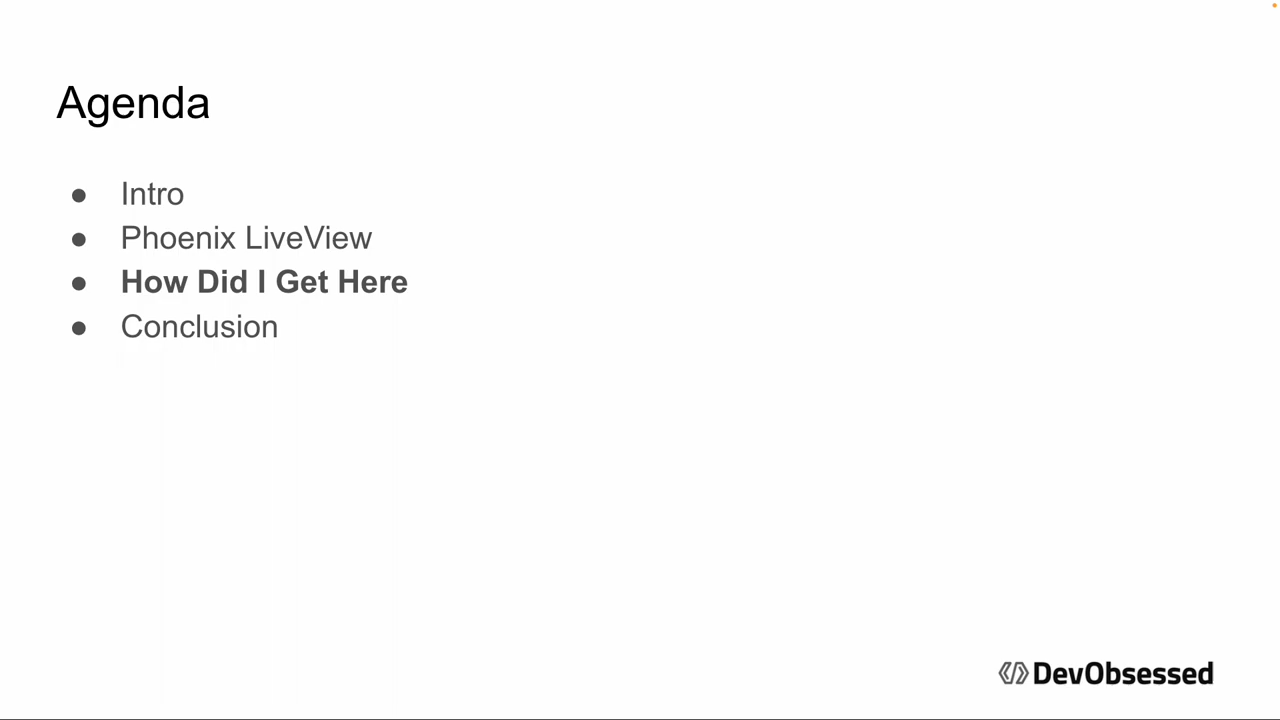 Agenda
● Intro
● Phoenix LiveView
● How Did I Get Here
● Conclusion
DevObsessed